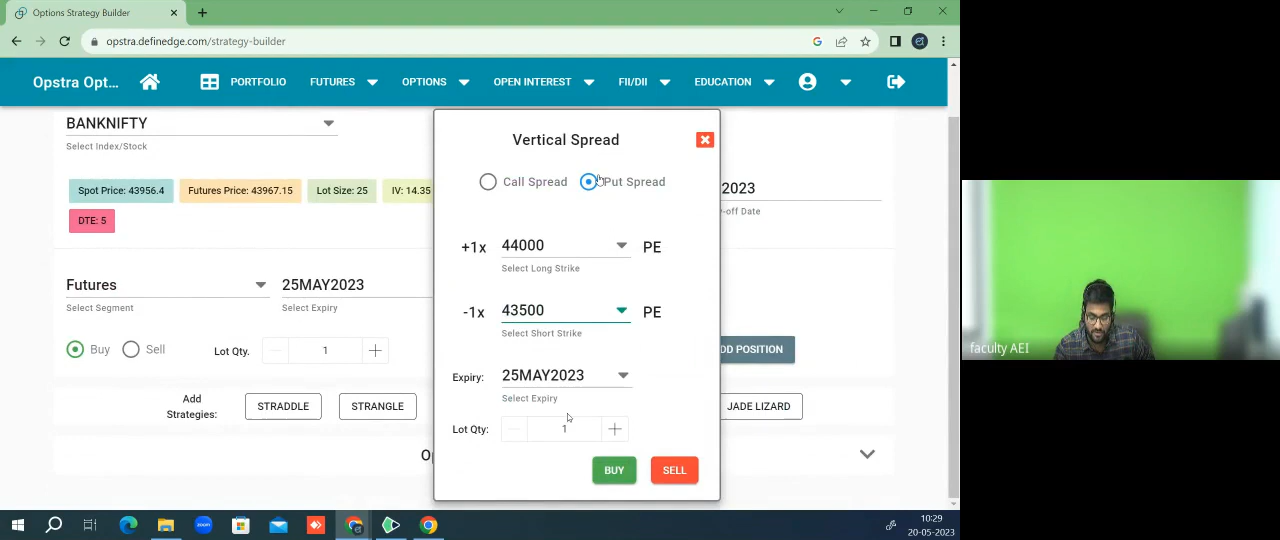 Options Strategy Builder
opstra.definedge.com/strategy-builder
Opstra Opt...
PORTFOLIO
FUTURES
OPTIONS
OPEN INTEREST
FII/DII
EDUCATION
BANKNIFTY
Select Index/Stock
Spot Price: 43956.4
Futures Price: 43967.15
Lot Size: 25
IV: 14.35
2023
y-off Date
DTE: 5
Vertical Spread
Call Spread
Put Spread
+1x 44000 PE
Select Long Strike
-1x 43500 PE
Select Short Strike
Expiry: 25MAY2023
Select Expiry
Lot Qty: 1
BUY
SELL
Futures
Select Segment
25MAY2023
Select Expiry
Buy
Sell
Lot Qty. 1
DD POSITION
Add
Strategies:
STRADDLE
STRANGLE
JADE LIZARD
Op
faculty AEI
zoom
10:29
20-05-2023